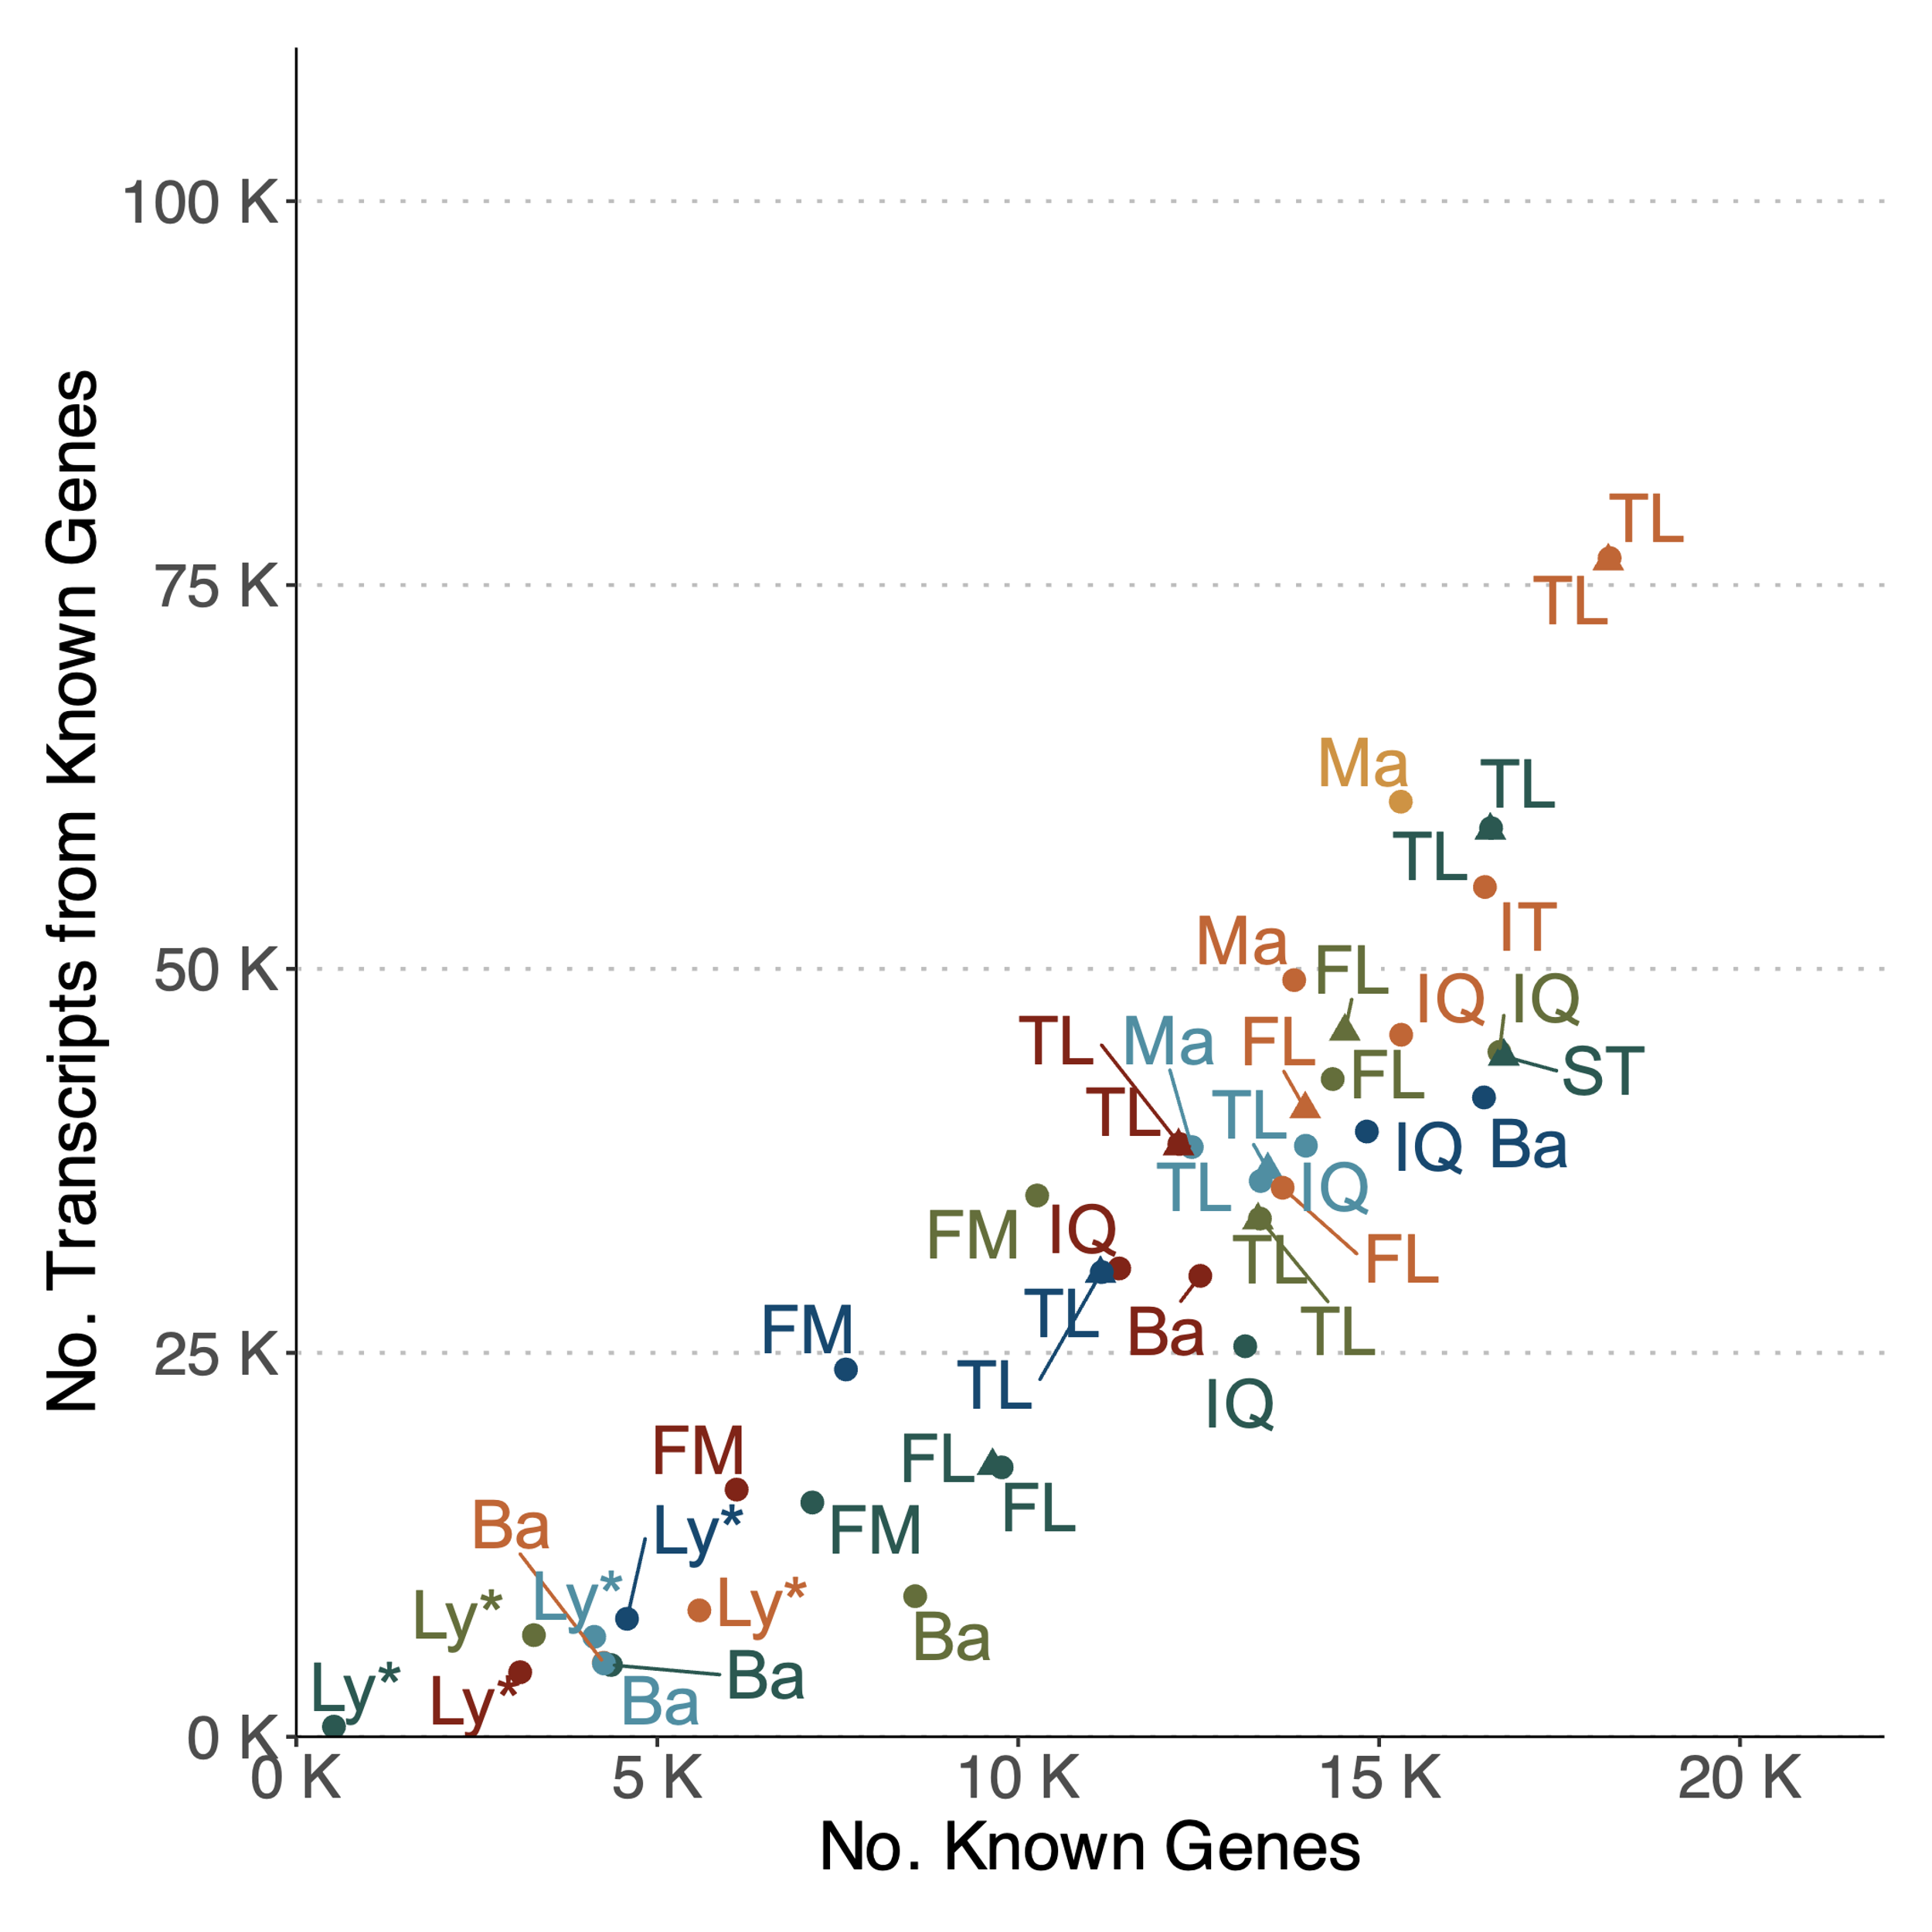 No. Transcripts from Known Genes
100 K
75 K
50 K
25 K
0 K
TL
TL
Ma
TL
TL
IT
Ma
FL
IQ
IQ
TL
Ma
FL
FL
ST
TL
TL
IQ
Ba
TL
IQ
FM
IQ
TL
FL
TL
Ba
TL
FM
TL
IQ
FM
FL
FL
Ba
Ly*
FM
Ly*
Ly*
Ly*
Ba
Ly*
Ly*
Ba
Ba
0 K
5 K
10 K
15 K
20 K
No. Known Genes